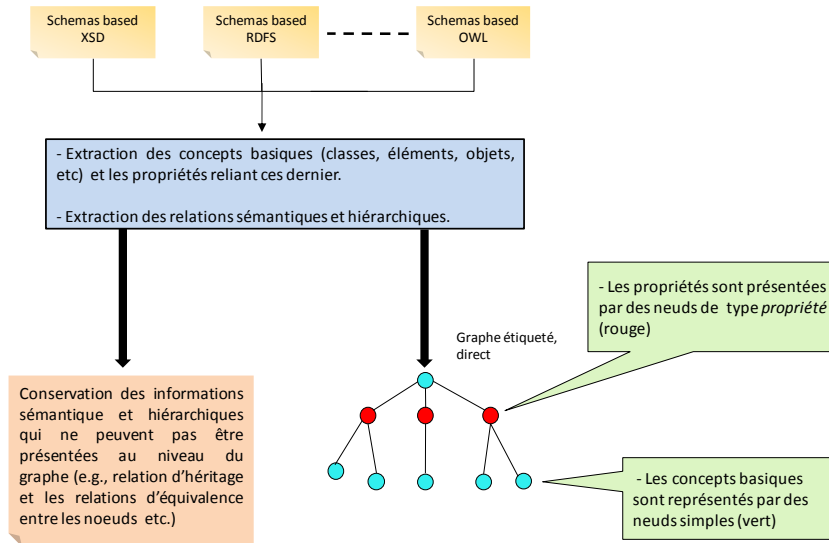 Schemas based
XSD
Schemas based
RDFS
Schemas based
OWL
- Extraction des concepts basiques (classes, éléments, objets,
etc) et les propriétés reliant ces dernier.
- Extraction des relations sémantiques et hiérarchiques.
- Les propriétés sont présentées
par des neuds de type propriété
(rouge)
Graphe étiqueté,
direct
Conservation des informations
sémantique et hiérarchiques
qui ne peuvent pas être
présentées au niveau du
graphe (e.g., relation d'héritage
et les relations d'équivalence
entre les noeuds etc.)
- Les concepts basiques
sont représentés par des
neuds simples (vert)